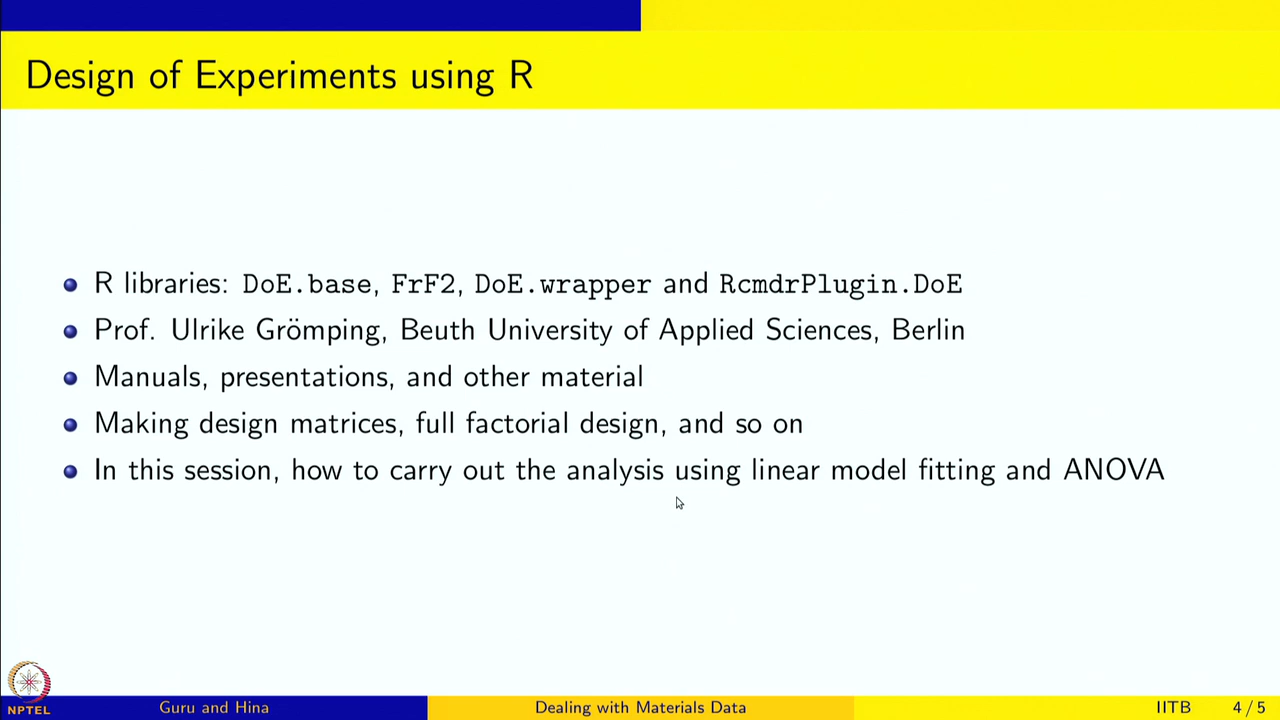 Design of Experiments using R
R libraries: DoE.base, FrF2, DoE.wrapper and RcmdrPlugin.DoE
Prof. Ulrike Grömping, Beuth University of Applied Sciences, Berlin
Manuals, presentations, and other material
Making design matrices, full factorial design, and so on
In this session, how to carry out the analysis using linear model fitting and ANOVA
NPTEL
Guru and Hina
Dealing with Materials Data
IITB
4 / 5